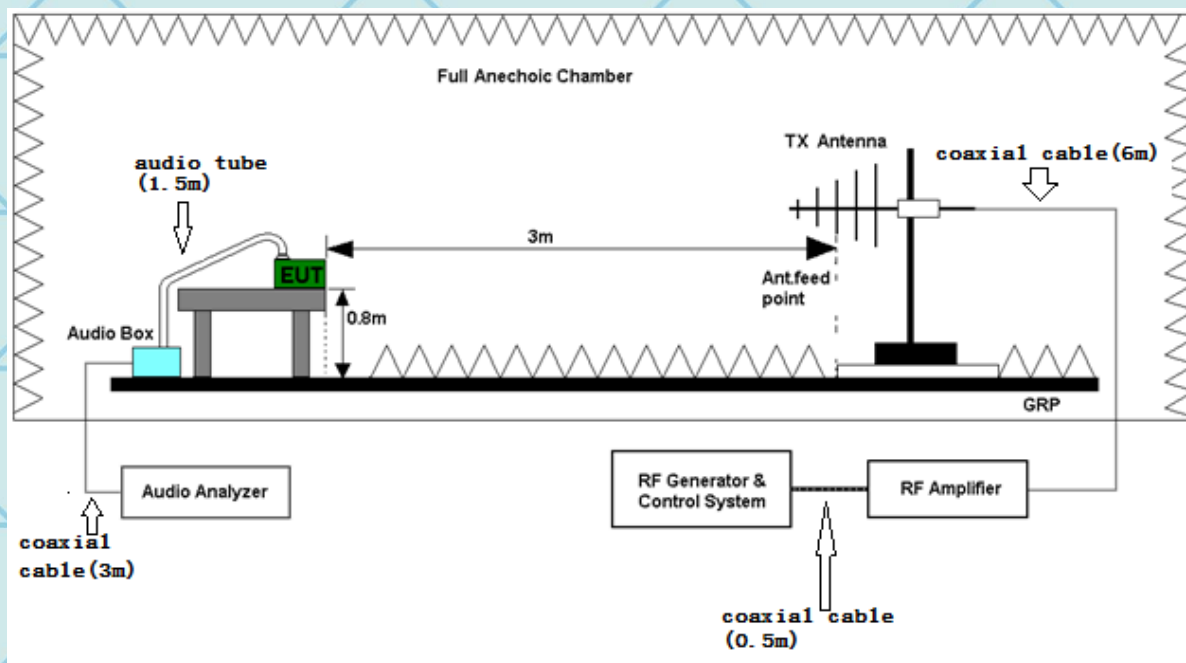 Full Anechoic Chamber
TX Antenna
coaxial cable(6m)
audio tube
(1.5m)
3m
EUT
Ant.feed
point
0.8m
Audio Box
GRP
Audio Analyzer
RF Generator &
Control System
RF Amplifier
coaxial
cable(3m)
coaxial cable
(0.5m)